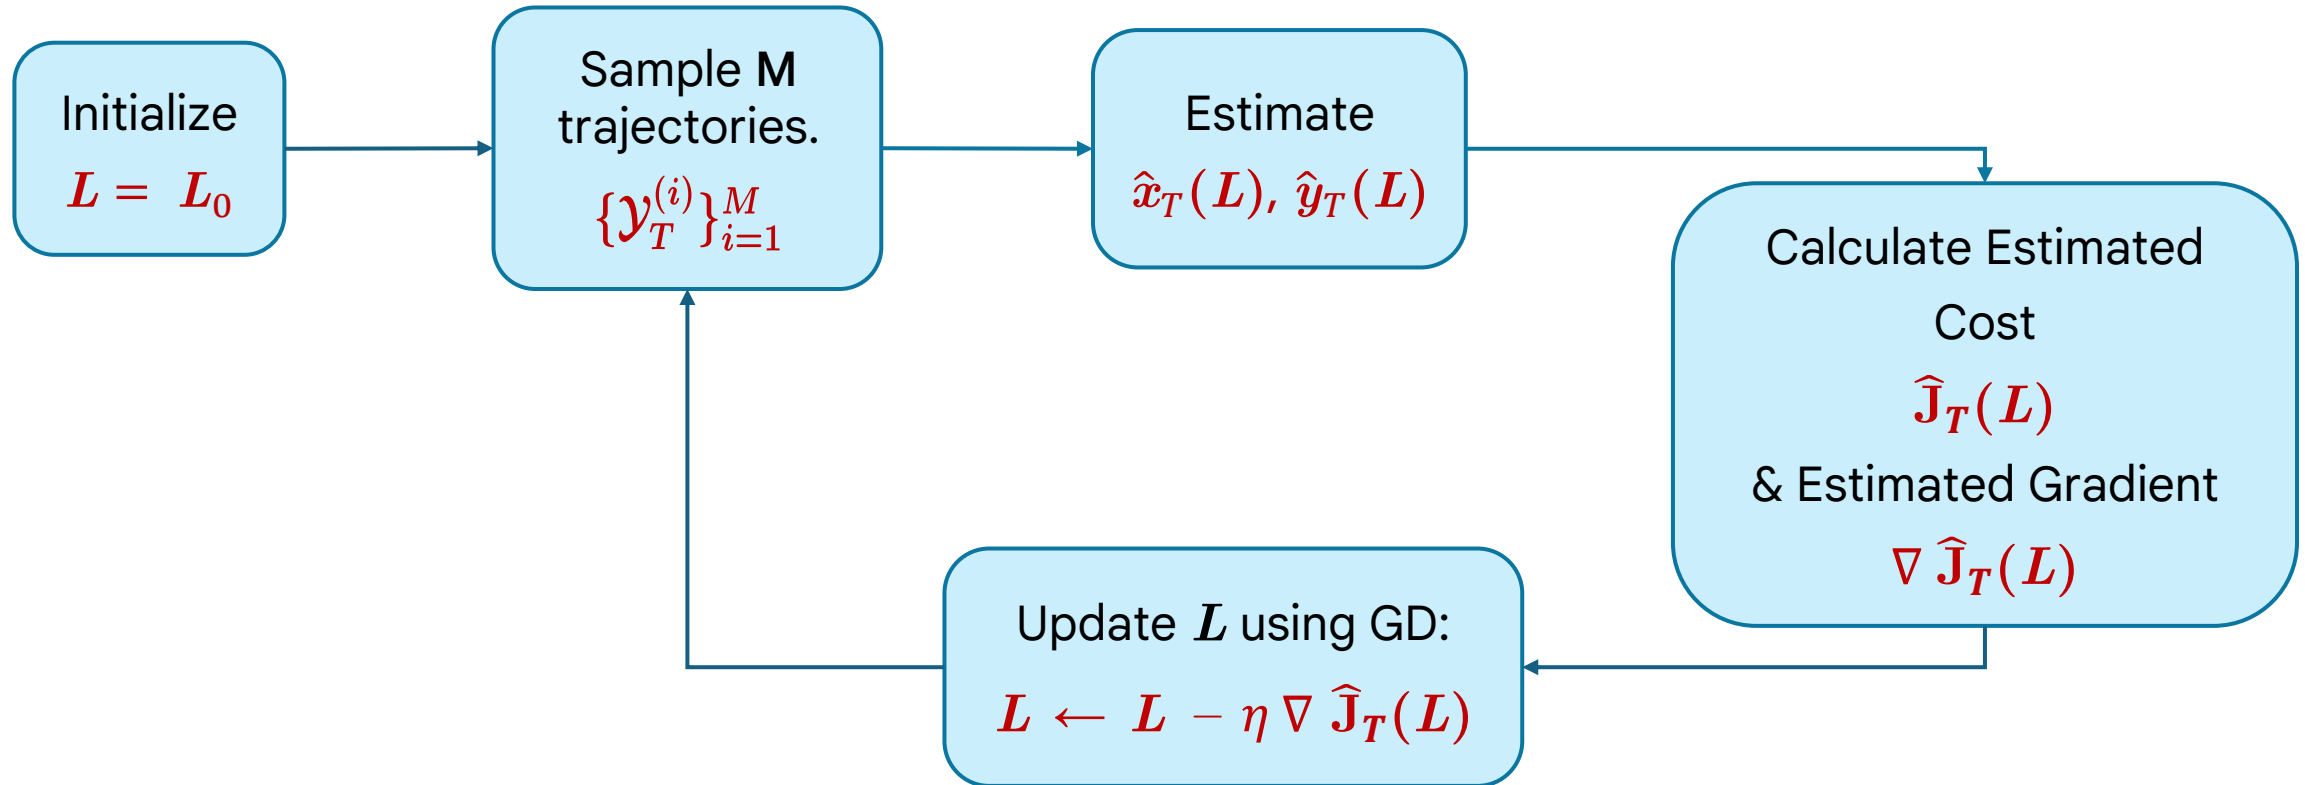 Initialize
L = L₀
Sample M
trajectories.
{𝒴_T^(i)}_{i=1}^M
Estimate
x̂_T(L), ŷ_T(L)
Calculate Estimated
Cost
Ĵ_T(L)
& Estimated Gradient
∇ Ĵ_T(L)
Update L using GD:
L ← L − η ∇ Ĵ_T(L)